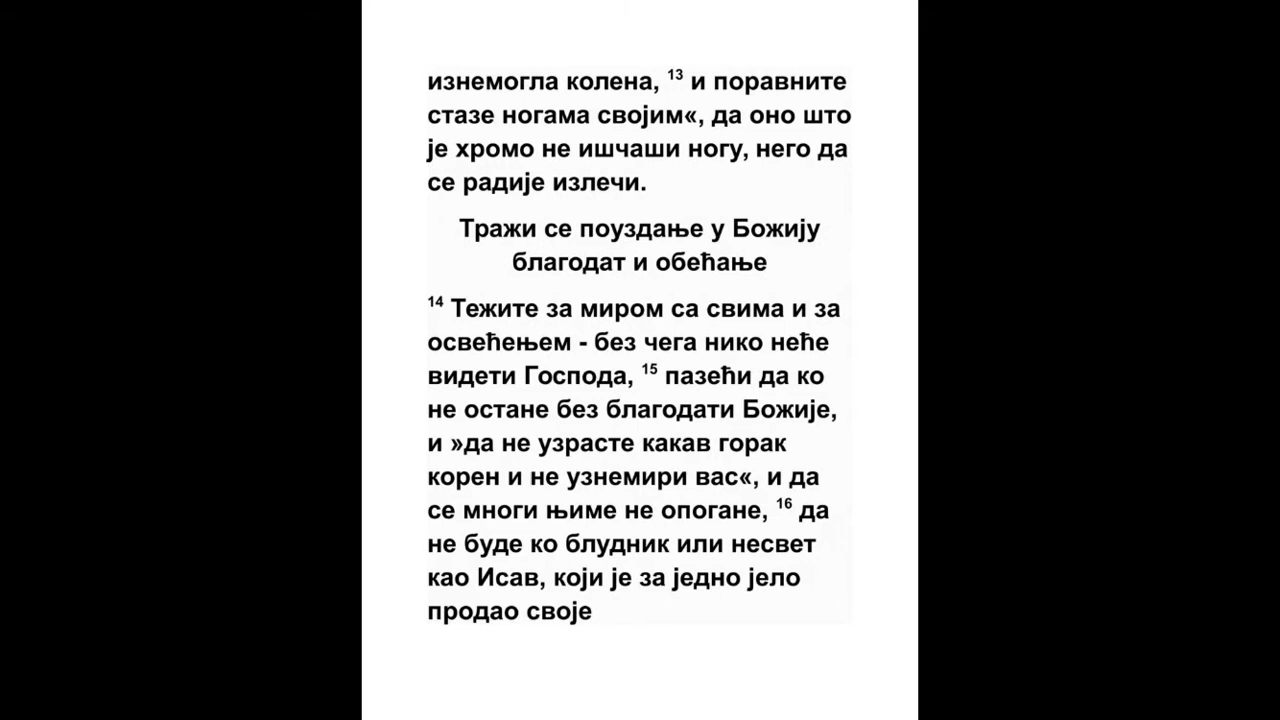 изнемогла колена, 13 и поравните
стазе ногама својим«, да оно што
је хромо не ишчаши ногу, него да
се радије излечи.
Тражи се поуздање у Божију
благодат и обећање
14 Тежите за миром са свима и за
освећењем - без чега нико неће
видети Господа, 15 пазећи да ко
не остане без благодати Божије,
и »да не узрасте какав горак
корен и не узнемири вас«, и да
се многи њиме не опогане, 16 да
не буде ко блудник или несвет
као Исав, који је за једно јело
продао своје